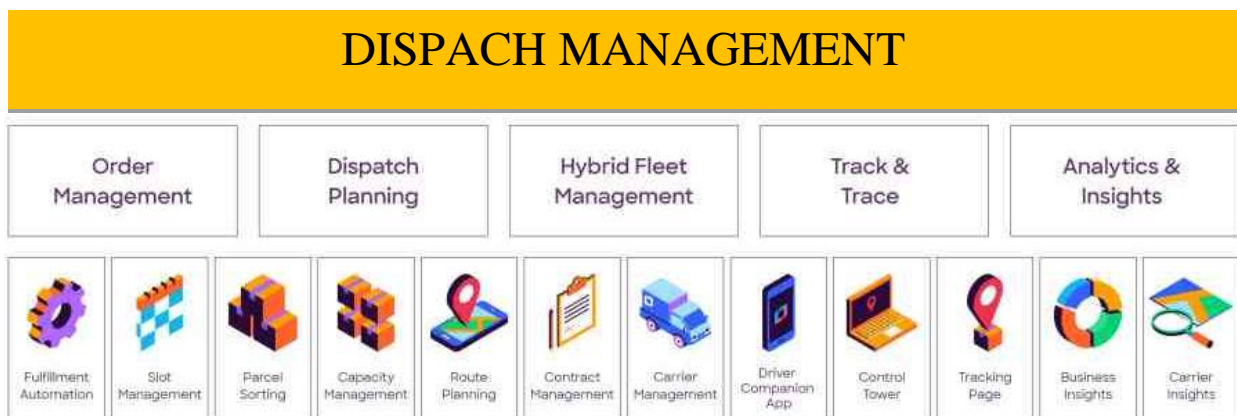 DISPACH MANAGEMENT
Order
Management
Dispatch
Planning
Hybrid Fleet
Management
Track &
Trace
Analytics &
Insights
Fulfillment
Automation
Slot
Management
Parcel
Sorting
Capacity
Management
Route
Planning
Contract
Management
Carrier
Management
Driver
Companion
App
Control
Tower
Tracking
Page
Business
Insights
Carrier
Insights